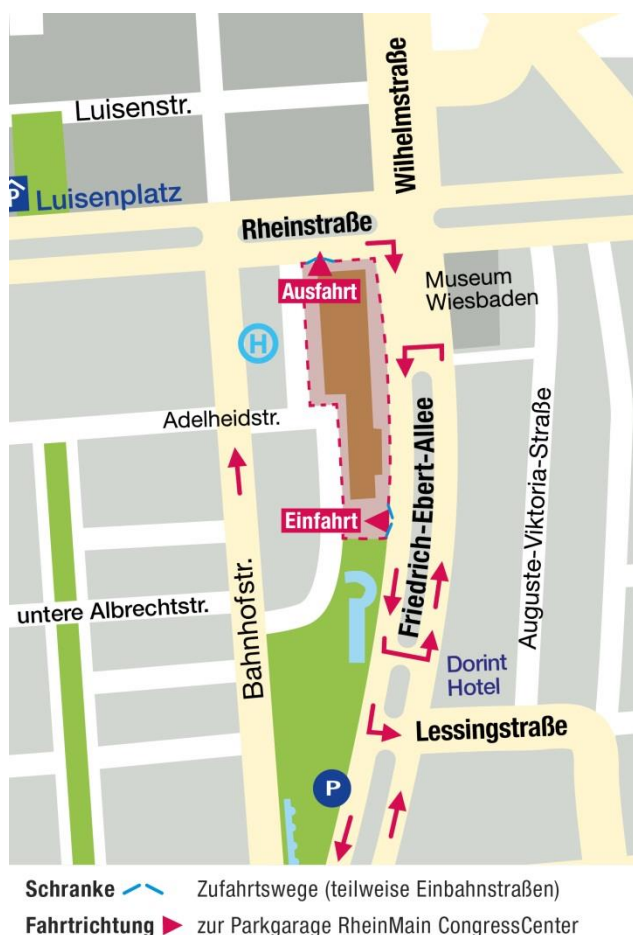 Luisenstr.
Wilhelmstraße
P
Luisenplatz
Rheinstraße
Ausfahrt
Museum
Wiesbaden
H
Adelheidstr.
Einfahrt
Friedrich-Ebert-Allee
Auguste-Viktoria-Straße
untere Albrechtstr.
Bahnhofstr.
Dorint
Hotel
Lessingstraße
P
Schranke Zufahrtswege (teilweise Einbahnstraßen)
Fahrtrichtung zur Parkgarage RheinMain CongressCenter